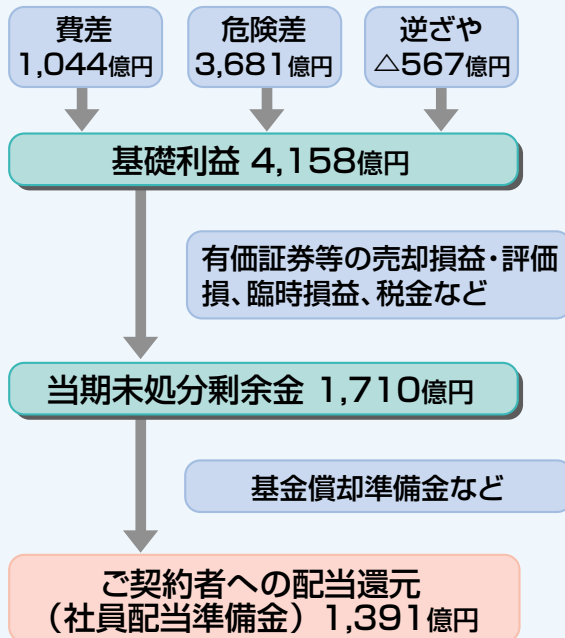 費差
1,044億円
危険差
3,681億円
逆ざや
△567億円
基礎利益 4,158億円
有価証券等の売却損益・評価
損、臨時損益、税金など
当期未処分剰余金 1,710億円
基金償却準備金など
ご契約者への配当還元
（社員配当準備金）1,391億円